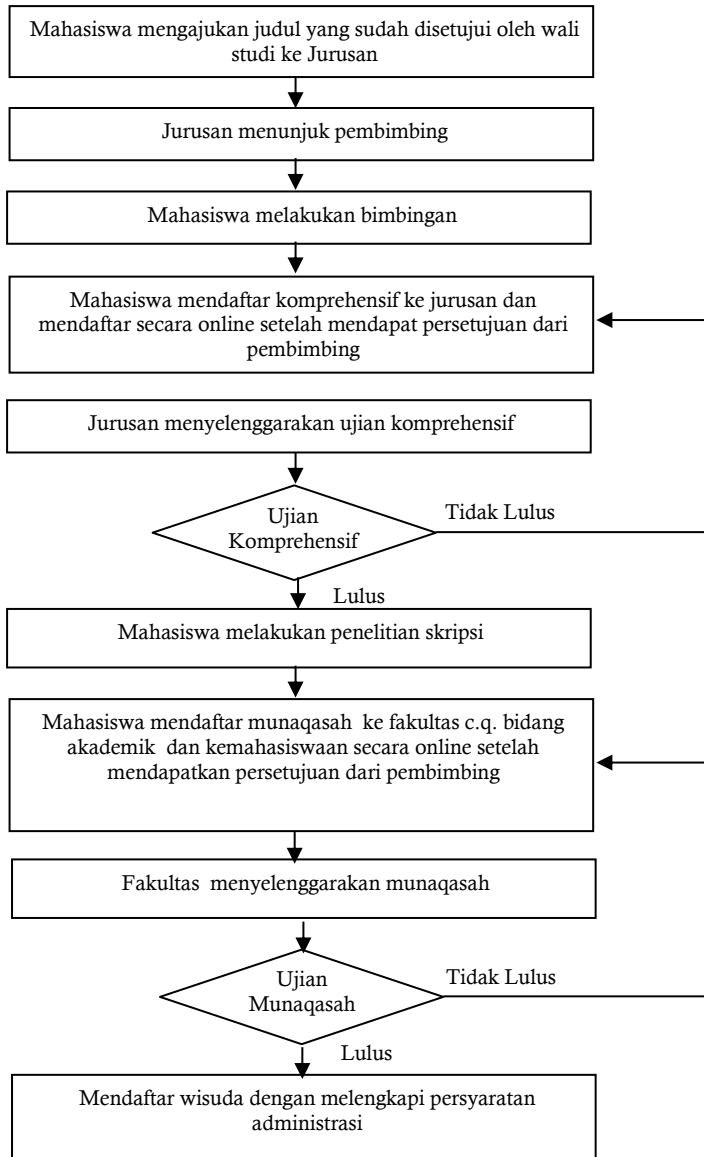 Mahasiswa mengajukan judul yang sudah disetujui oleh wali
studi ke Jurusan
Jurusan menunjuk pembimbing
Mahasiswa melakukan bimbingan
Mahasiswa mendaftar komprehensif ke jurusan dan
mendaftar secara online setelah mendapat persetujuan dari
pembimbing
Jurusan menyelenggarakan ujian komprehensif
Ujian
Komprehensif
Tidak Lulus
Lulus
Mahasiswa melakukan penelitian skripsi
Mahasiswa mendaftar munaqasah ke fakultas c.q. bidang
akademik dan kemahasiswaan secara online setelah
mendapatkan persetujuan dari pembimbing
Fakultas menyelenggarakan munaqasah
Ujian
Munaqasah
Tidak Lulus
Lulus
Mendaftar wisuda dengan melengkapi persyaratan
administrasi